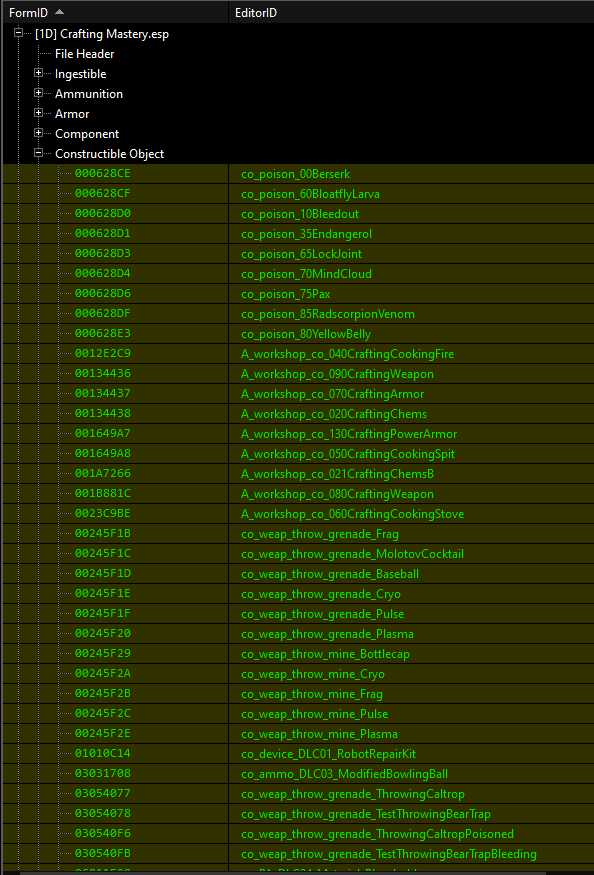 FormID EditorID
[1D] Crafting Mastery.esp
File Header
Ingestible
Ammunition
Armor
Component
Constructible Object
000628CE co_poison_00Berserk
000628CF co_poison_60BloatflyLarva
000628D0 co_poison_10Bleedout
000628D1 co_poison_35Endangerol
000628D3 co_poison_65LockJoint
000628D4 co_poison_70MindCloud
000628D6 co_poison_75Pax
000628DF co_poison_85RadscorpionVenom
000628E3 co_poison_80YellowBelly
0012E2C9 A_workshop_co_040CraftingCookingFire
00134436 A_workshop_co_090CraftingWeapon
00134437 A_workshop_co_070CraftingArmor
00134438 A_workshop_co_020CraftingChems
001649A7 A_workshop_co_130CraftingPowerArmor
001649A8 A_workshop_co_050CraftingCookingSpit
001A7266 A_workshop_co_021CraftingChemsB
001B881C A_workshop_co_080CraftingWeapon
0023C9BE A_workshop_co_060CraftingCookingStove
00245F1B co_weap_throw_grenade_Frag
00245F1C co_weap_throw_grenade_MolotovCocktail
00245F1D co_weap_throw_grenade_Baseball
00245F1E co_weap_throw_grenade_Cryo
00245F1F co_weap_throw_grenade_Pulse
00245F20 co_weap_throw_grenade_Plasma
00245F29 co_weap_throw_mine_Bottlecap
00245F2A co_weap_throw_mine_Cryo
00245F2B co_weap_throw_mine_Frag
00245F2C co_weap_throw_mine_Pulse
00245F2E co_weap_throw_mine_Plasma
01010C14 co_device_DLC01_RobotRepairKit
03031708 co_ammo_DLC03_ModifiedBowlingBall
03054077 co_weap_throw_grenade_ThrowingCaltrop
03054078 co_weap_throw_grenade_TestThrowingBearTrap
030540F6 co_weap_throw_grenade_ThrowingCaltropPoisoned
030540FB co_weap_throw_grenade_TestThrowingBearTrapBleeding